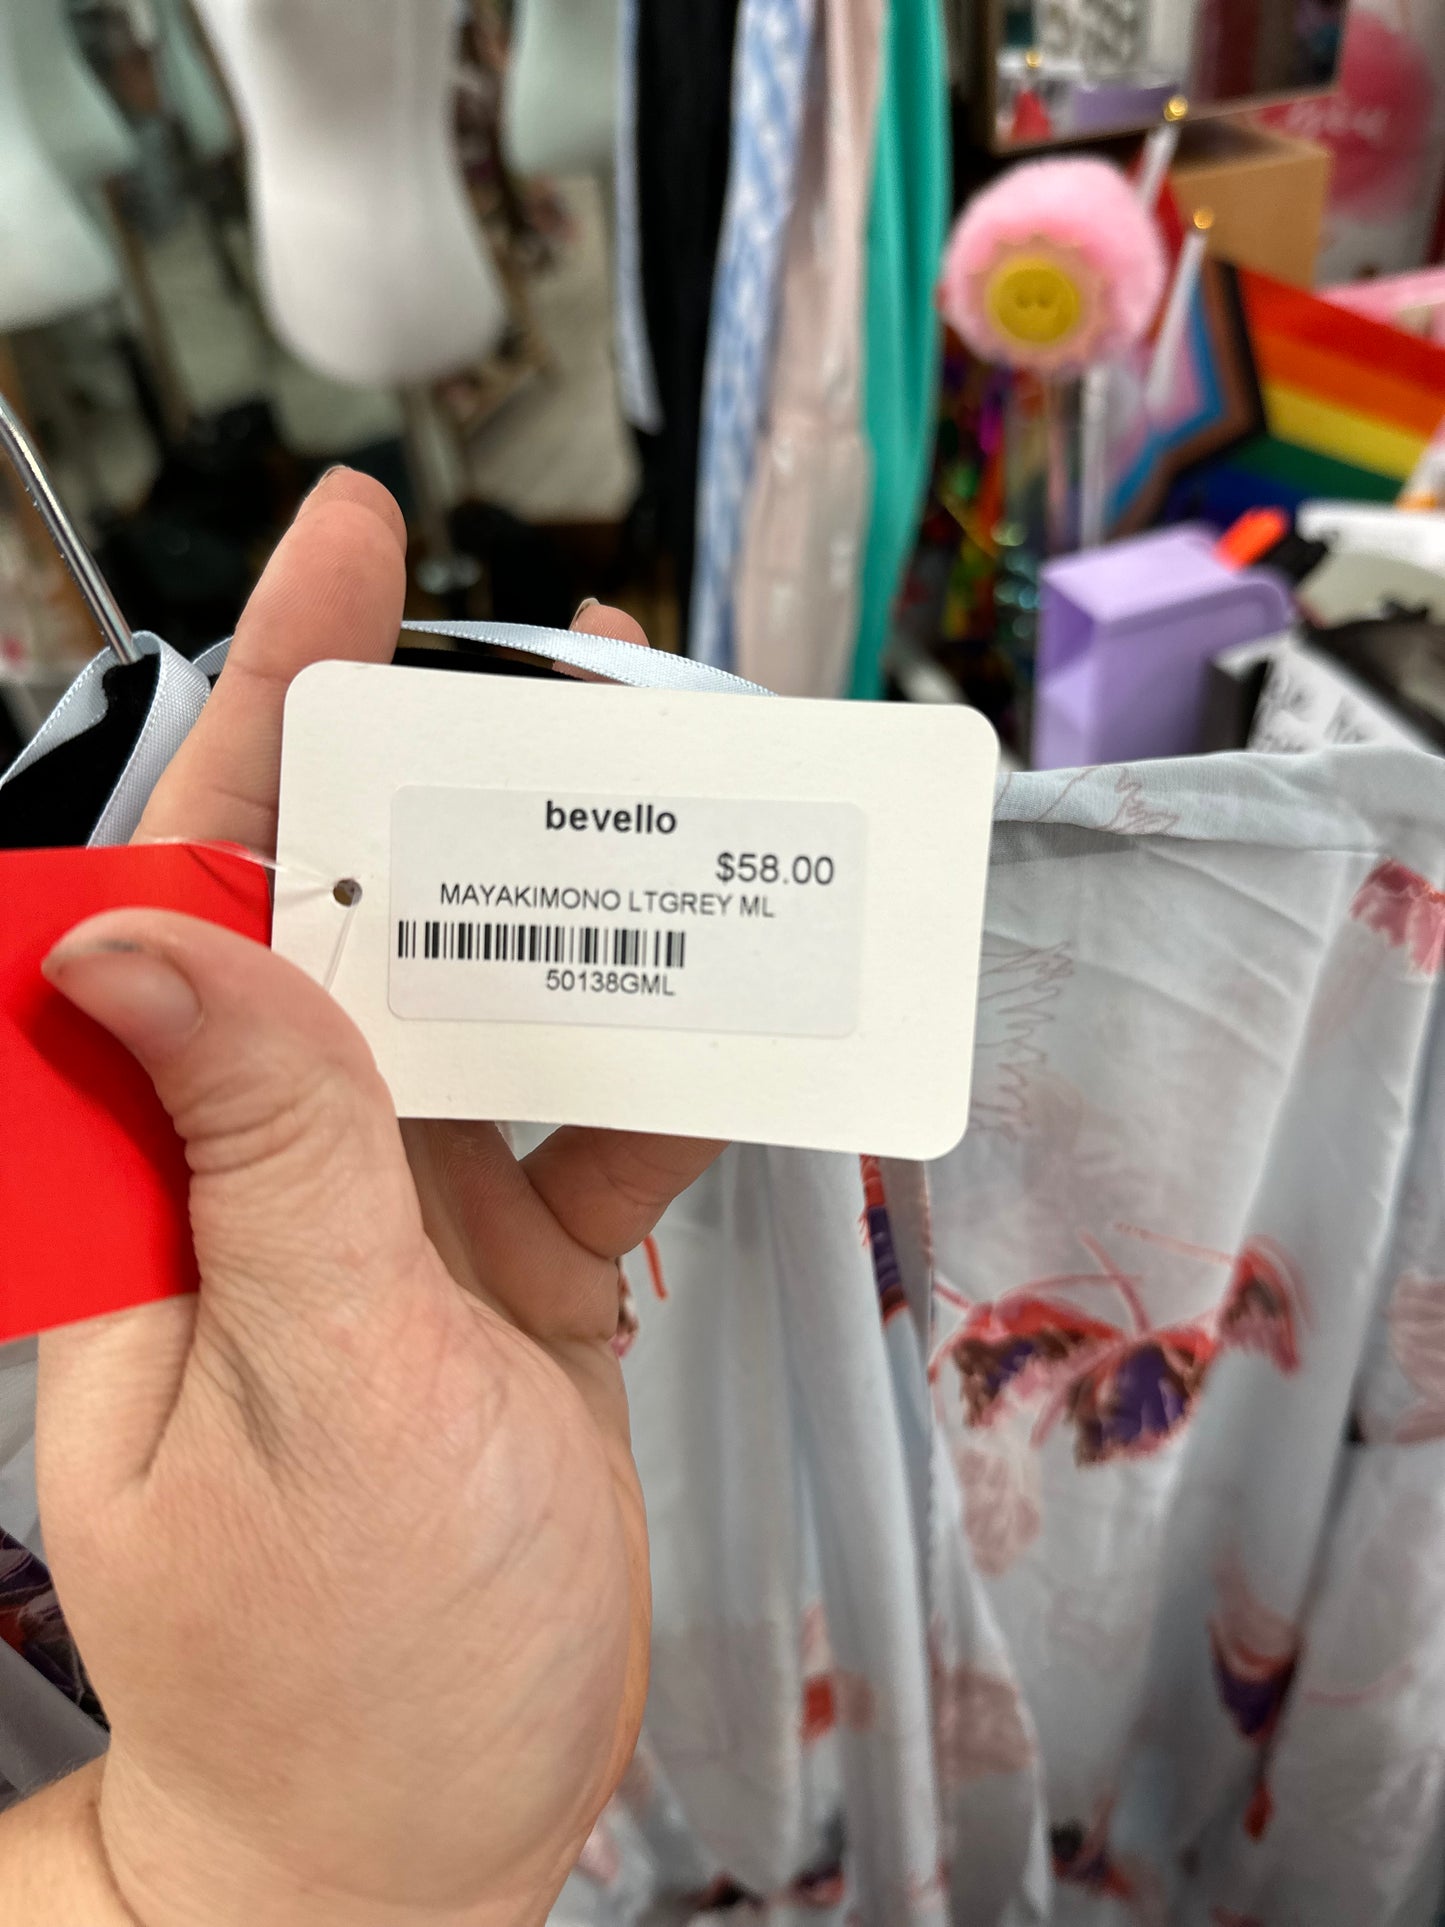 bevello
$58.00
MAYAKIMONO LTGREY ML
50138GML